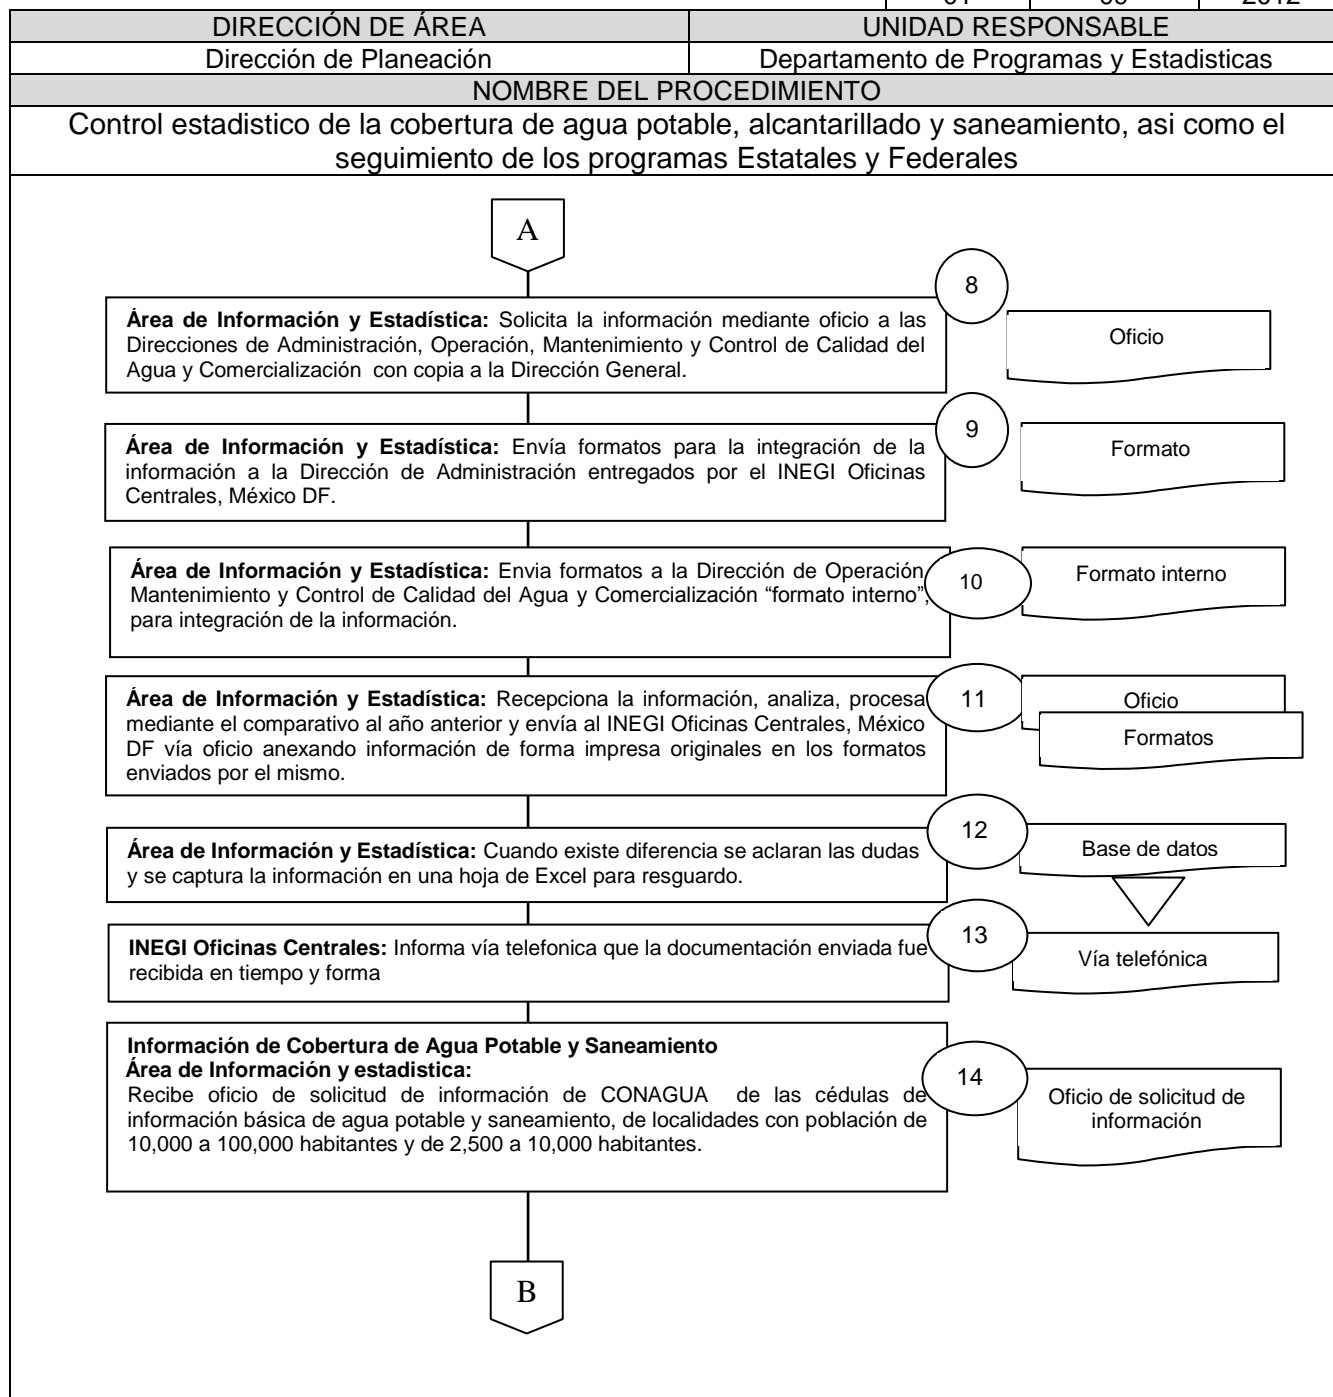 DIRECCIÓN DE ÁREA
UNIDAD RESPONSABLE
Dirección de Planeación
Departamento de Programas y Estadisticas
NOMBRE DEL PROCEDIMIENTO
Control estadistico de la cobertura de agua potable, alcantarillado y saneamiento, asi como el
seguimiento de los programas Estatales y Federales
A
8
Área de Información y Estadística: Solicita la información mediante oficio a las
Direcciones de Administración, Operación, Mantenimiento y Control de Calidad del
Agua y Comercialización con copia a la Dirección General.
Oficio
9
Área de Información y Estadística: Envía formatos para la integración de la
información a la Dirección de Administración entregados por el INEGI Oficinas
Centrales, México DF.
Formato
10
Área de Información y Estadística: Envia formatos a la Dirección de Operación
Mantenimiento y Control de Calidad del Agua y Comercialización “formato interno”,
para integración de la información.
Formato interno
11
Área de Información y Estadística: Recepciona la información, analiza, procesa
mediante el comparativo al año anterior y envía al INEGI Oficinas Centrales, México
DF vía oficio anexando información de forma impresa originales en los formatos
enviados por el mismo.
Oficio
Formatos
12
Área de Información y Estadística: Cuando existe diferencia se aclaran las dudas
y se captura la información en una hoja de Excel para resguardo.
Base de datos
13
INEGI Oficinas Centrales: Informa vía telefonica que la documentación enviada fue
recibida en tiempo y forma
Vía telefónica
Información de Cobertura de Agua Potable y Saneamiento
Área de Información y estadistica:
Recibe oficio de solicitud de información de CONAGUA de las cédulas de
información básica de agua potable y saneamiento, de localidades con población de
10,000 a 100,000 habitantes y de 2,500 a 10,000 habitantes.
14
Oficio de solicitud de
información
B